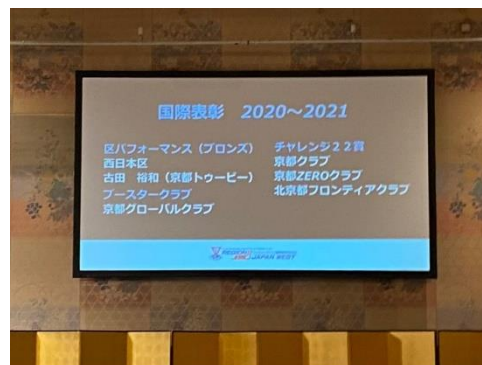 国際表彰 2020～2021
区パフォーマンス（ブロンズ）
西日本区
古田 裕和（京都トゥービー）
ブースタークラブ
京都グローバルクラブ
チャレンジ２２賞
京都クラブ
京都ZEROクラブ
北京都フロンティアクラブ
JAPAN WEST